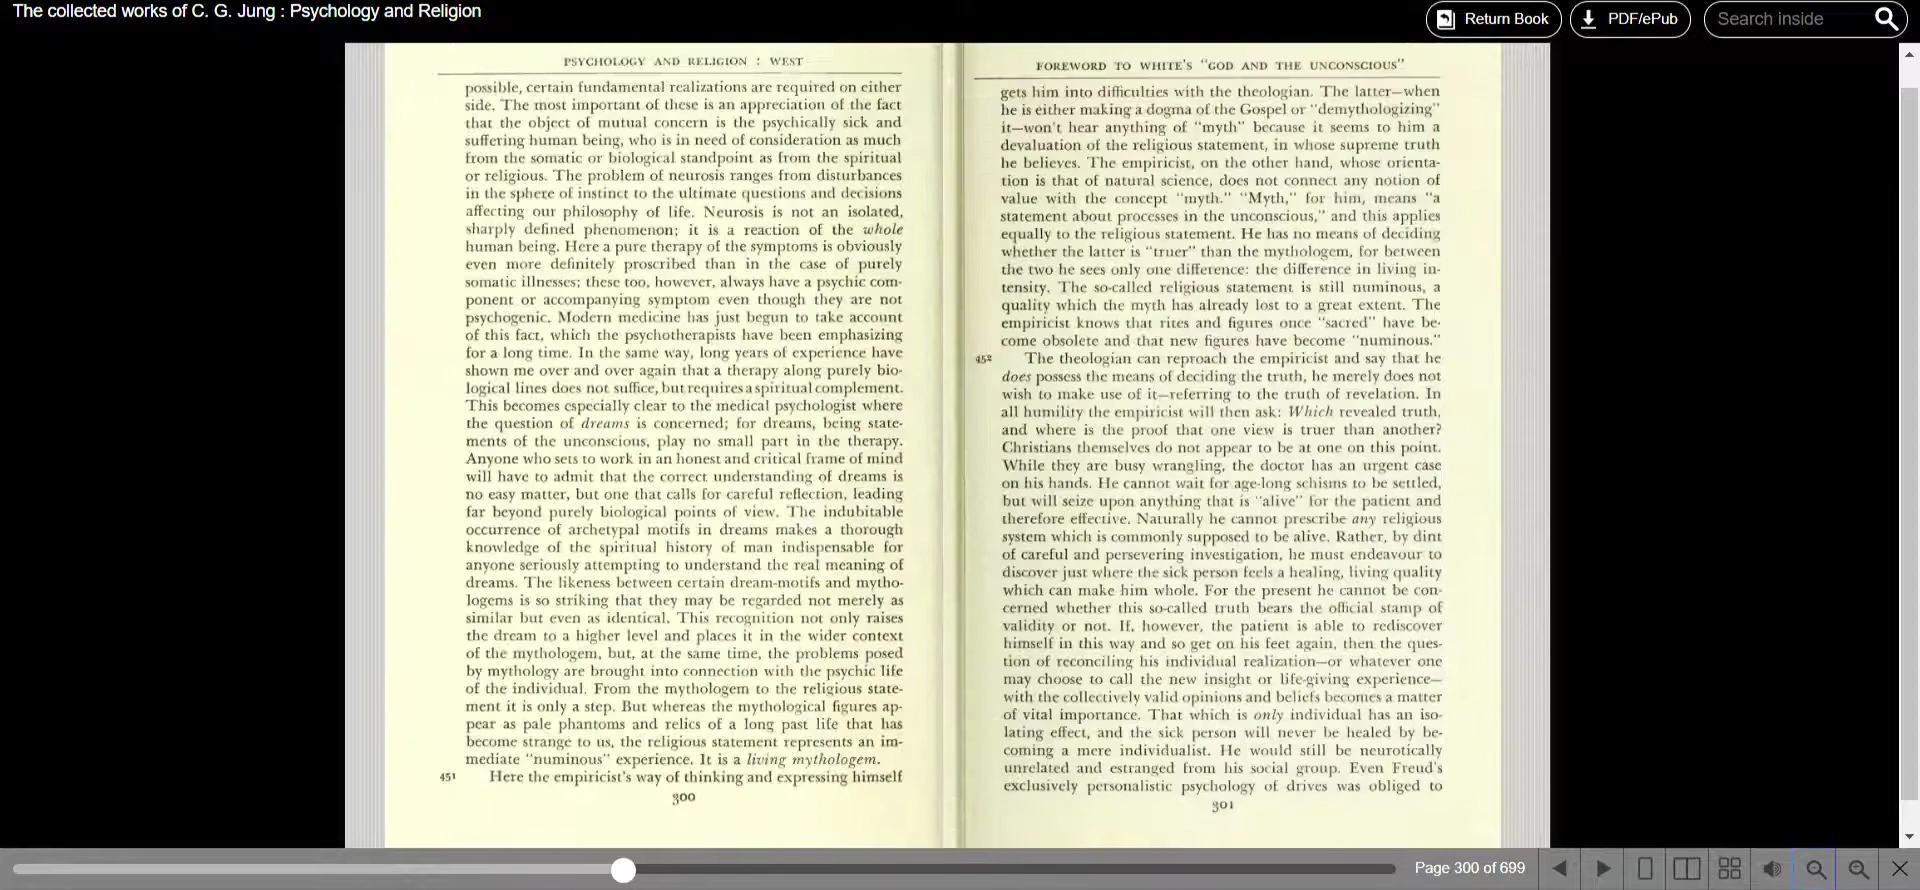 The collected works of C. G. Jung : Psychology and Religion
Return Book
PDF/ePub
Search inside
PSYCHOLOGY AND RELIGION : WEST
possible, certain fundamental realizations are required on either
side. The most important of these is an appreciation of the fact
that the object of mutual concern is the psychically sick and
suffering human being, who is in need of consideration as much
from the somatic or biological standpoint as from the spiritual
or religious. The problem of neurosis ranges from disturbances
in the sphere of instinct to the ultimate questions and decisions
affecting our philosophy of life. Neurosis is not an isolated,
sharply defined phenomenon; it is a reaction of the whole
human being. Here a pure therapy of the symptoms is obviously
even more definitely proscribed than in the case of purely
somatic illnesses; these too, however, always have a psychic com-
ponent or accompanying symptom even though they are not
psychogenic. Modern medicine has just begun to take account
of this fact, which the psychotherapists have been emphasizing
for a long time. In the same way, long years of experience have
shown me over and over again that a therapy along purely bio-
logical lines does not suffice, but requires a spiritual complement.
This becomes especially clear to the medical psychologist where
the question of dreams is concerned; for dreams, being state-
ments of the unconscious, play no small part in the therapy.
Anyone who sets to work in an honest and critical frame of mind
will have to admit that the correct understanding of dreams is
no easy matter, but one that calls for careful reflection, leading
far beyond purely biological points of view. The indubitable
occurrence of archetypal motifs in dreams makes a thorough
knowledge of the spiritual history of man indispensable for
anyone seriously attempting to understand the real meaning of
dreams. The likeness between certain dream-motifs and mytho-
logems is so striking that they may be regarded not merely as
similar but even as identical. This recognition not only raises
the dream to a higher level and places it in the wider context
of the mythologem, but, at the same time, the problems posed
by mythology are brought into connection with the psychic life
of the individual. From the mythologem to the religious state-
ment it is only a step. But whereas the mythological figures ap-
pear as pale phantoms and relics of a long past life that has
become strange to us, the religious statement represents an im-
mediate "numinous" experience. It is a living mythologem.
451 Here the empiricist's way of thinking and expressing himself
300
FOREWORD TO WHITE'S "GOD AND THE UNCONSCIOUS"
gets him into difficulties with the theologian. The latter—when
he is either making a dogma of the Gospel or "demythologizing"
it—won't hear anything of "myth" because it seems to him a
devaluation of the religious statement, in whose supreme truth
he believes. The empiricist, on the other hand, whose orienta-
tion is that of natural science, does not connect any notion of
value with the concept "myth." "Myth," for him, means "a
statement about processes in the unconscious," and this applies
equally to the religious statement. He has no means of deciding
whether the latter is "truer" than the mythologem, for between
the two he sees only one difference: the difference in living in-
tensity. The so-called religious statement is still numinous, a
quality which the myth has already lost to a great extent. The
empiricist knows that rites and figures once "sacred" have be-
come obsolete and that new figures have become "numinous."
452 The theologian can reproach the empiricist and say that he
does possess the means of deciding the truth, he merely does not
wish to make use of it—referring to the truth of revelation. In
all humility the empiricist will then ask: Which revealed truth,
and where is the proof that one view is truer than another?
Christians themselves do not appear to be at one on this point.
While they are busy wrangling, the doctor has an urgent case
on his hands. He cannot wait for age-long schisms to be settled,
but will seize upon anything that is "alive" for the patient and
therefore effective. Naturally he cannot prescribe any religious
system which is commonly supposed to be alive. Rather, by dint
of careful and persevering investigation, he must endeavour to
discover just where the sick person feels a healing, living quality
which can make him whole. For the present he cannot be con-
cerned whether this so-called truth bears the official stamp of
validity or not. If, however, the patient is able to rediscover
himself in this way and so get on his feet again, then the ques-
tion of reconciling his individual realization—or whatever one
may choose to call the new insight or life-giving experience—
with the collectively valid opinions and beliefs becomes a matter
of vital importance. That which is only individual has an iso-
lating effect, and the sick person will never be healed by be-
coming a mere individualist. He would still be neurotically
unrelated and estranged from his social group. Even Freud's
exclusively personalistic psychology of drives was obliged to
301
Page 300 of 699